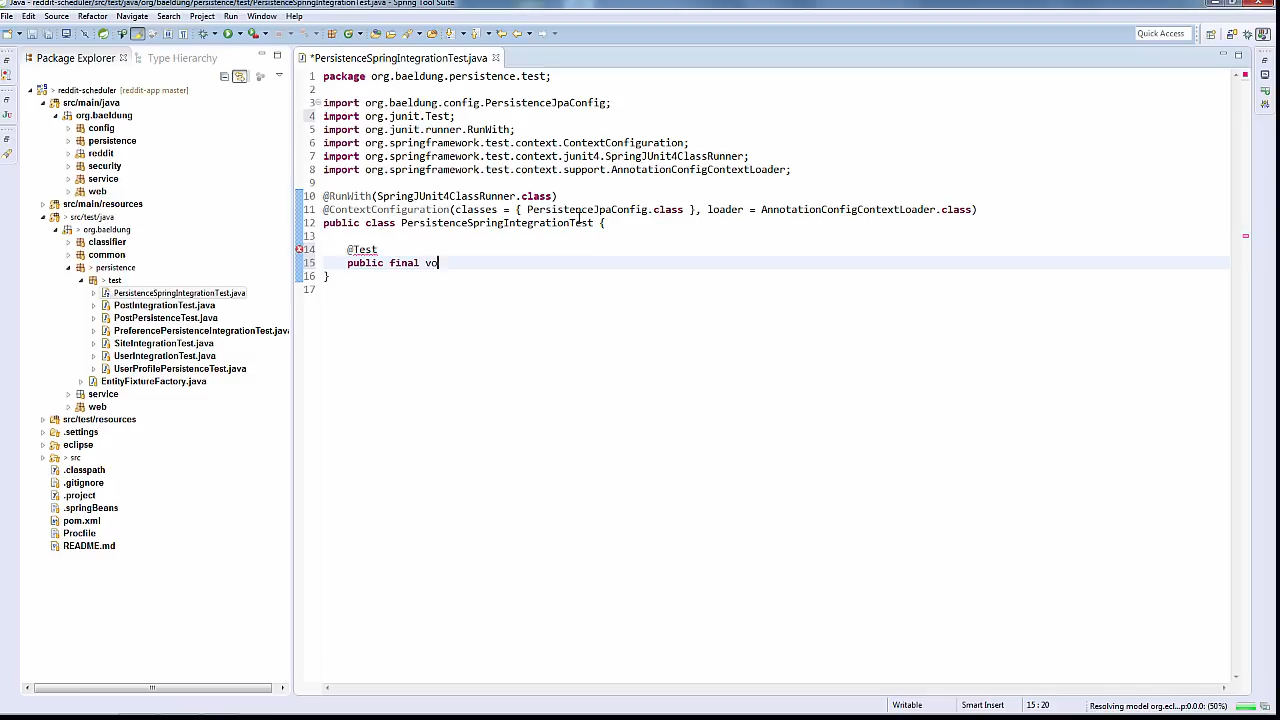 Java - reddit-scheduler/src/test/java/org/baeldung/persistence/test/PersistenceSpringIntegrationTest.java - Spring Tool Suite
File Edit Source Refactor Navigate Search Project Run Window Help
Quick Access
Package Explorer Type Hierarchy
reddit-scheduler [reddit-app master]
src/main/java
org.baeldung
config
persistence
reddit
security
service
web
src/main/resources
src/test/java
org.baeldung
classifier
common
persistence
test
PersistenceSpringIntegrationTest.java
PostIntegrationTest.java
PostPersistenceTest.java
PreferencePersistenceIntegrationTest.java
SiteIntegrationTest.java
UserIntegrationTest.java
UserProfilePersistenceTest.java
EntityFixtureFactory.java
service
web
src/test/resources
.settings
eclipse
src
.classpath
.gitignore
.project
.springBeans
pom.xml
Procfile
README.md
*PersistenceSpringIntegrationTest.java
1 package org.baeldung.persistence.test;
2
3 import org.baeldung.config.PersistenceJpaConfig;
4 import org.junit.Test;
5 import org.junit.runner.RunWith;
6 import org.springframework.test.context.ContextConfiguration;
7 import org.springframework.test.context.junit4.SpringJUnit4ClassRunner;
8 import org.springframework.test.context.support.AnnotationConfigContextLoader;
9
10 @RunWith(SpringJUnit4ClassRunner.class)
11 @ContextConfiguration(classes = { PersistenceJpaConfig.class }, loader = AnnotationConfigContextLoader.class)
12 public class PersistenceSpringIntegrationTest {
13
14 @Test
15 public final vo
16 }
17
Writable Smart Insert 15 : 20 Resolving model org.ecl...p:0.0.0: (50%)